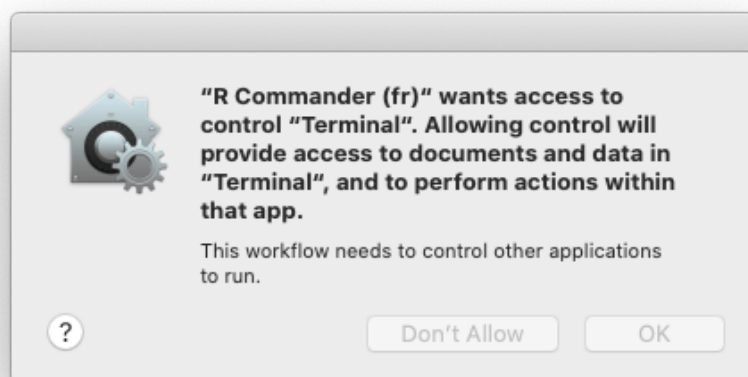 “R Commander (fr)“ wants access to
control “Terminal“. Allowing control will
provide access to documents and data in
“Terminal“, and to perform actions within
that app.
This workflow needs to control other applications
to run.
?
Don’t Allow
OK